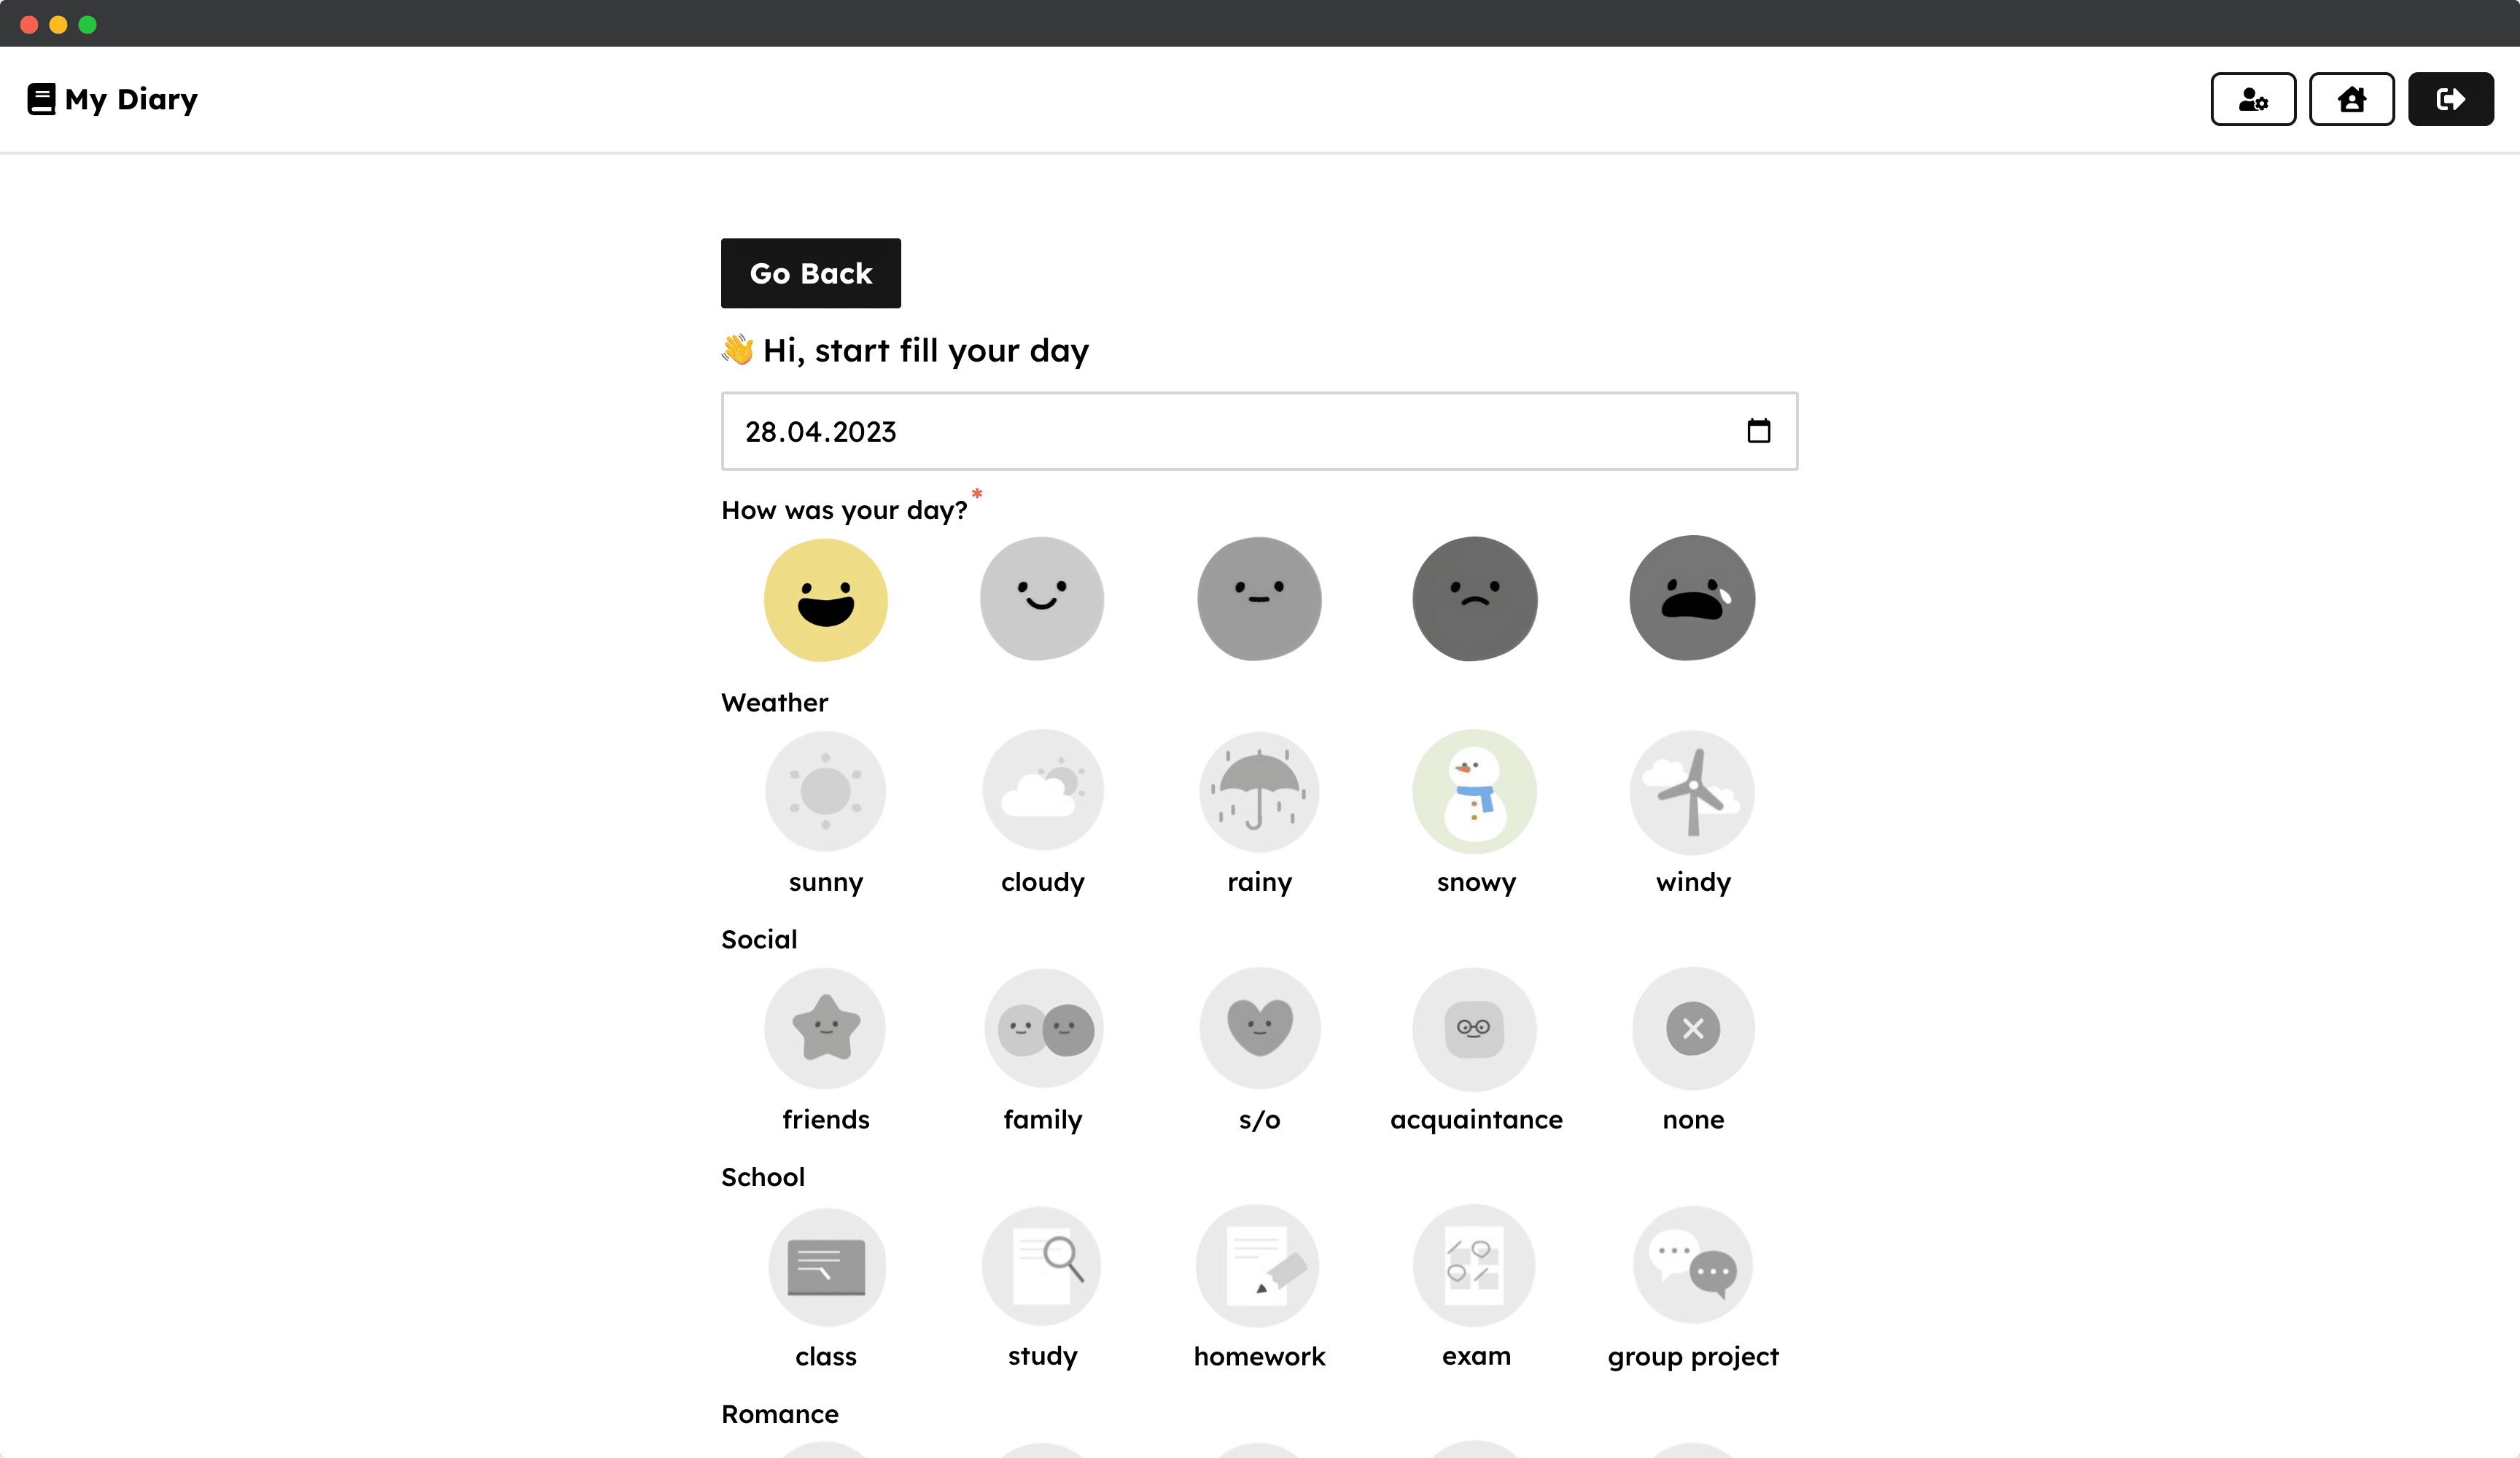 My Diary
Go Back
👋 Hi, start fill your day
28.04.2023
How was your day?*
Weather
sunny cloudy rainy snowy windy
Social
friends family s/o acquaintance none
School
class study homework exam group project
Romance